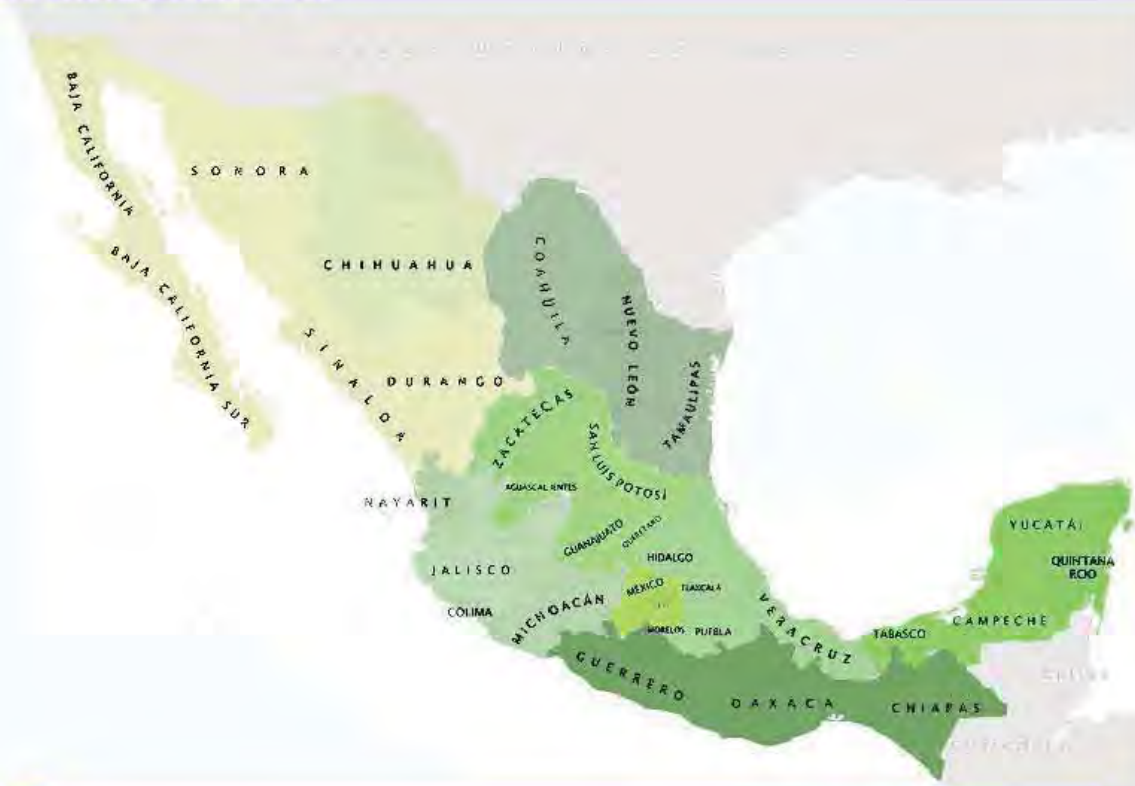 BAJA CALIFORNIA
SONORA
CHIHUAHUA
COAHUILA
BAJA CALIFORNIA SUR
NUEVO LEÓN
SINALOA
DURANGO
TAMAULIPAS
ZACATECAS
SAN LUIS POTOSÍ
AGUASCALIENTES
NAYARIT
GUANAJUATO
QUERÉTARO
YUCATÁ
HIDALGO
QUINTANA
ROO
JALISCO
MÉXICO
TLAXCALA
COLIMA
MICHOACÁN
VERACRUZ
CAMPECHE
MORELOS
PUEBLA
TABASCO
GUERRERO
OAXACA
CHIAPAS